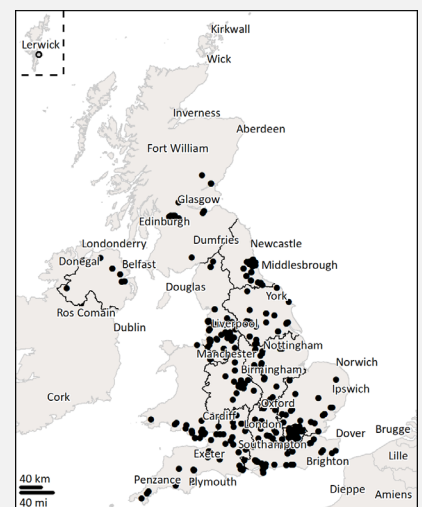 Kirkwall
Lerwick
Wick
Inverness
Aberdeen
Fort William
Glasgow
Edinburgh
Londonderry
Dumfries
Newcastle
Donegal
Belfast
Middlesbrough
Douglas
York
Ros Comain
Dublin
Liverpool
Nottingham
Manchester
Norwich
Birmingham
Ipswich
Cork
Oxford
Cardiff
London
Dover
Brugge
Southampton
Exeter
Brighton
Lille
40 km
Penzance
Plymouth
40 mi
Dieppe
Amiens